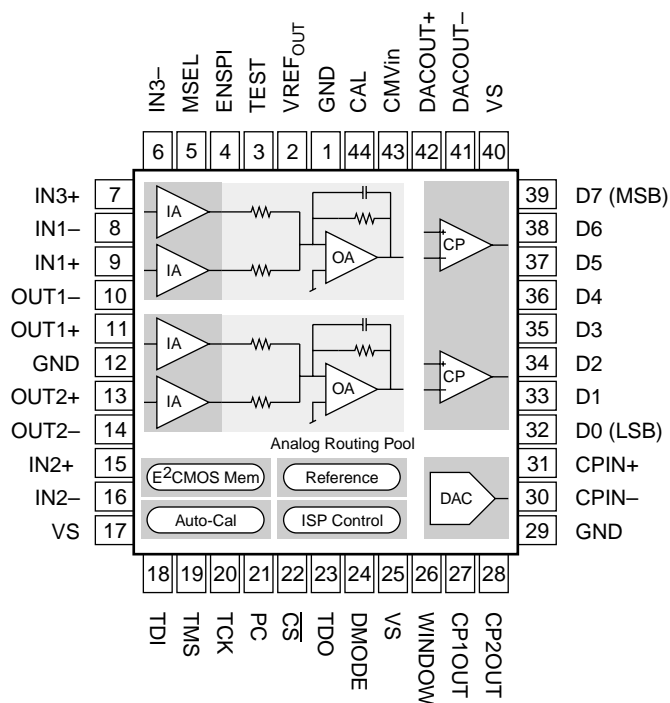 IN3–
MSEL
ENSPI
TEST
VREFOUT
GND
CAL
CMVin
DACOUT+
DACOUT–
VS
6 5 4 3 2 1 44 43 42 41 40
IN3+ 7
IN1– 8
IN1+ 9
OUT1– 10
OUT1+ 11
GND 12
OUT2+ 13
OUT2– 14
IN2+ 15
IN2– 16
VS 17
IA
IA
OA
+
–
CP
IA
IA
OA
+
–
CP
Analog Routing Pool
E2CMOS Mem
Reference
Auto-Cal
ISP Control
DAC
39 D7 (MSB)
38 D6
37 D5
36 D4
35 D3
34 D2
33 D1
32 D0 (LSB)
31 CPIN+
30 CPIN–
29 GND
18 19 20 21 22 23 24 25 26 27 28
TDI
TMS
TCK
PC
CS
TDO
DMODE
VS
WINDOW
CP1OUT
CP2OUT